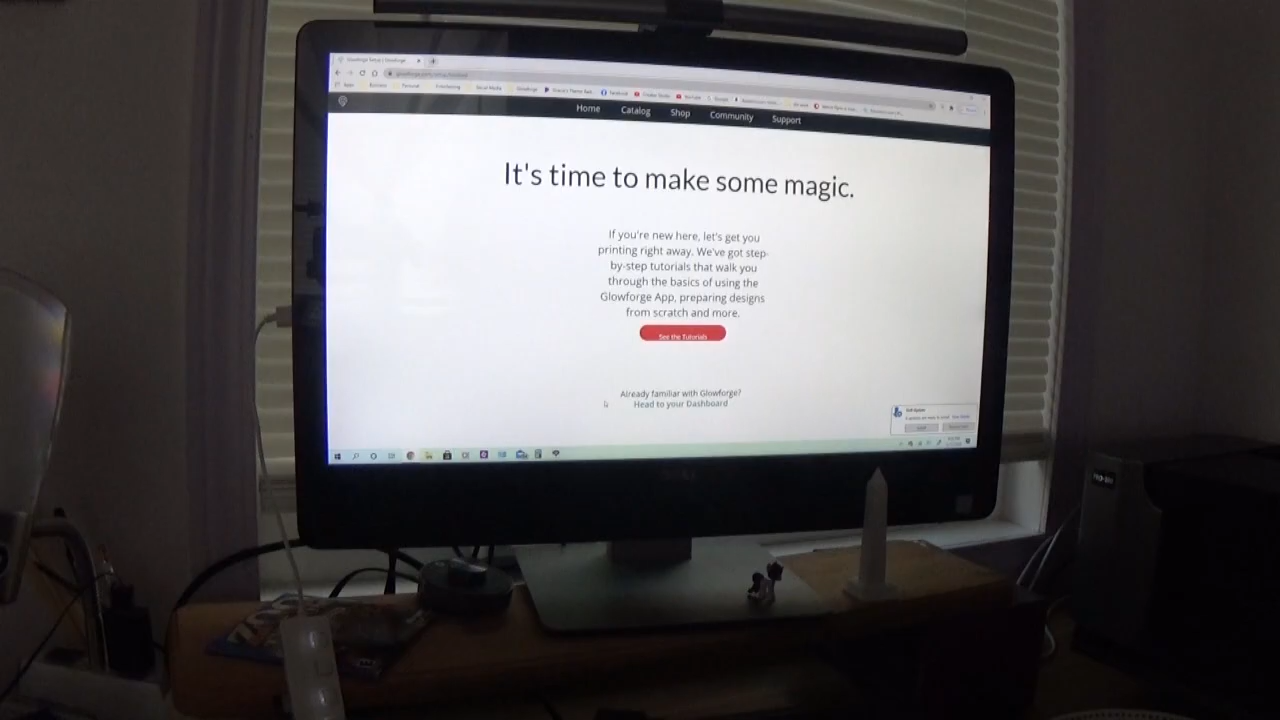 Home Catalog Shop Community Support
It's time to make some magic.
If you're new here, let's get you
printing right away. We've got step-
by-step tutorials that walk you
through the basics of using the
Glowforge App, preparing designs
from scratch and more.
See the Tutorials
Already familiar with Glowforge?
Head to your Dashboard